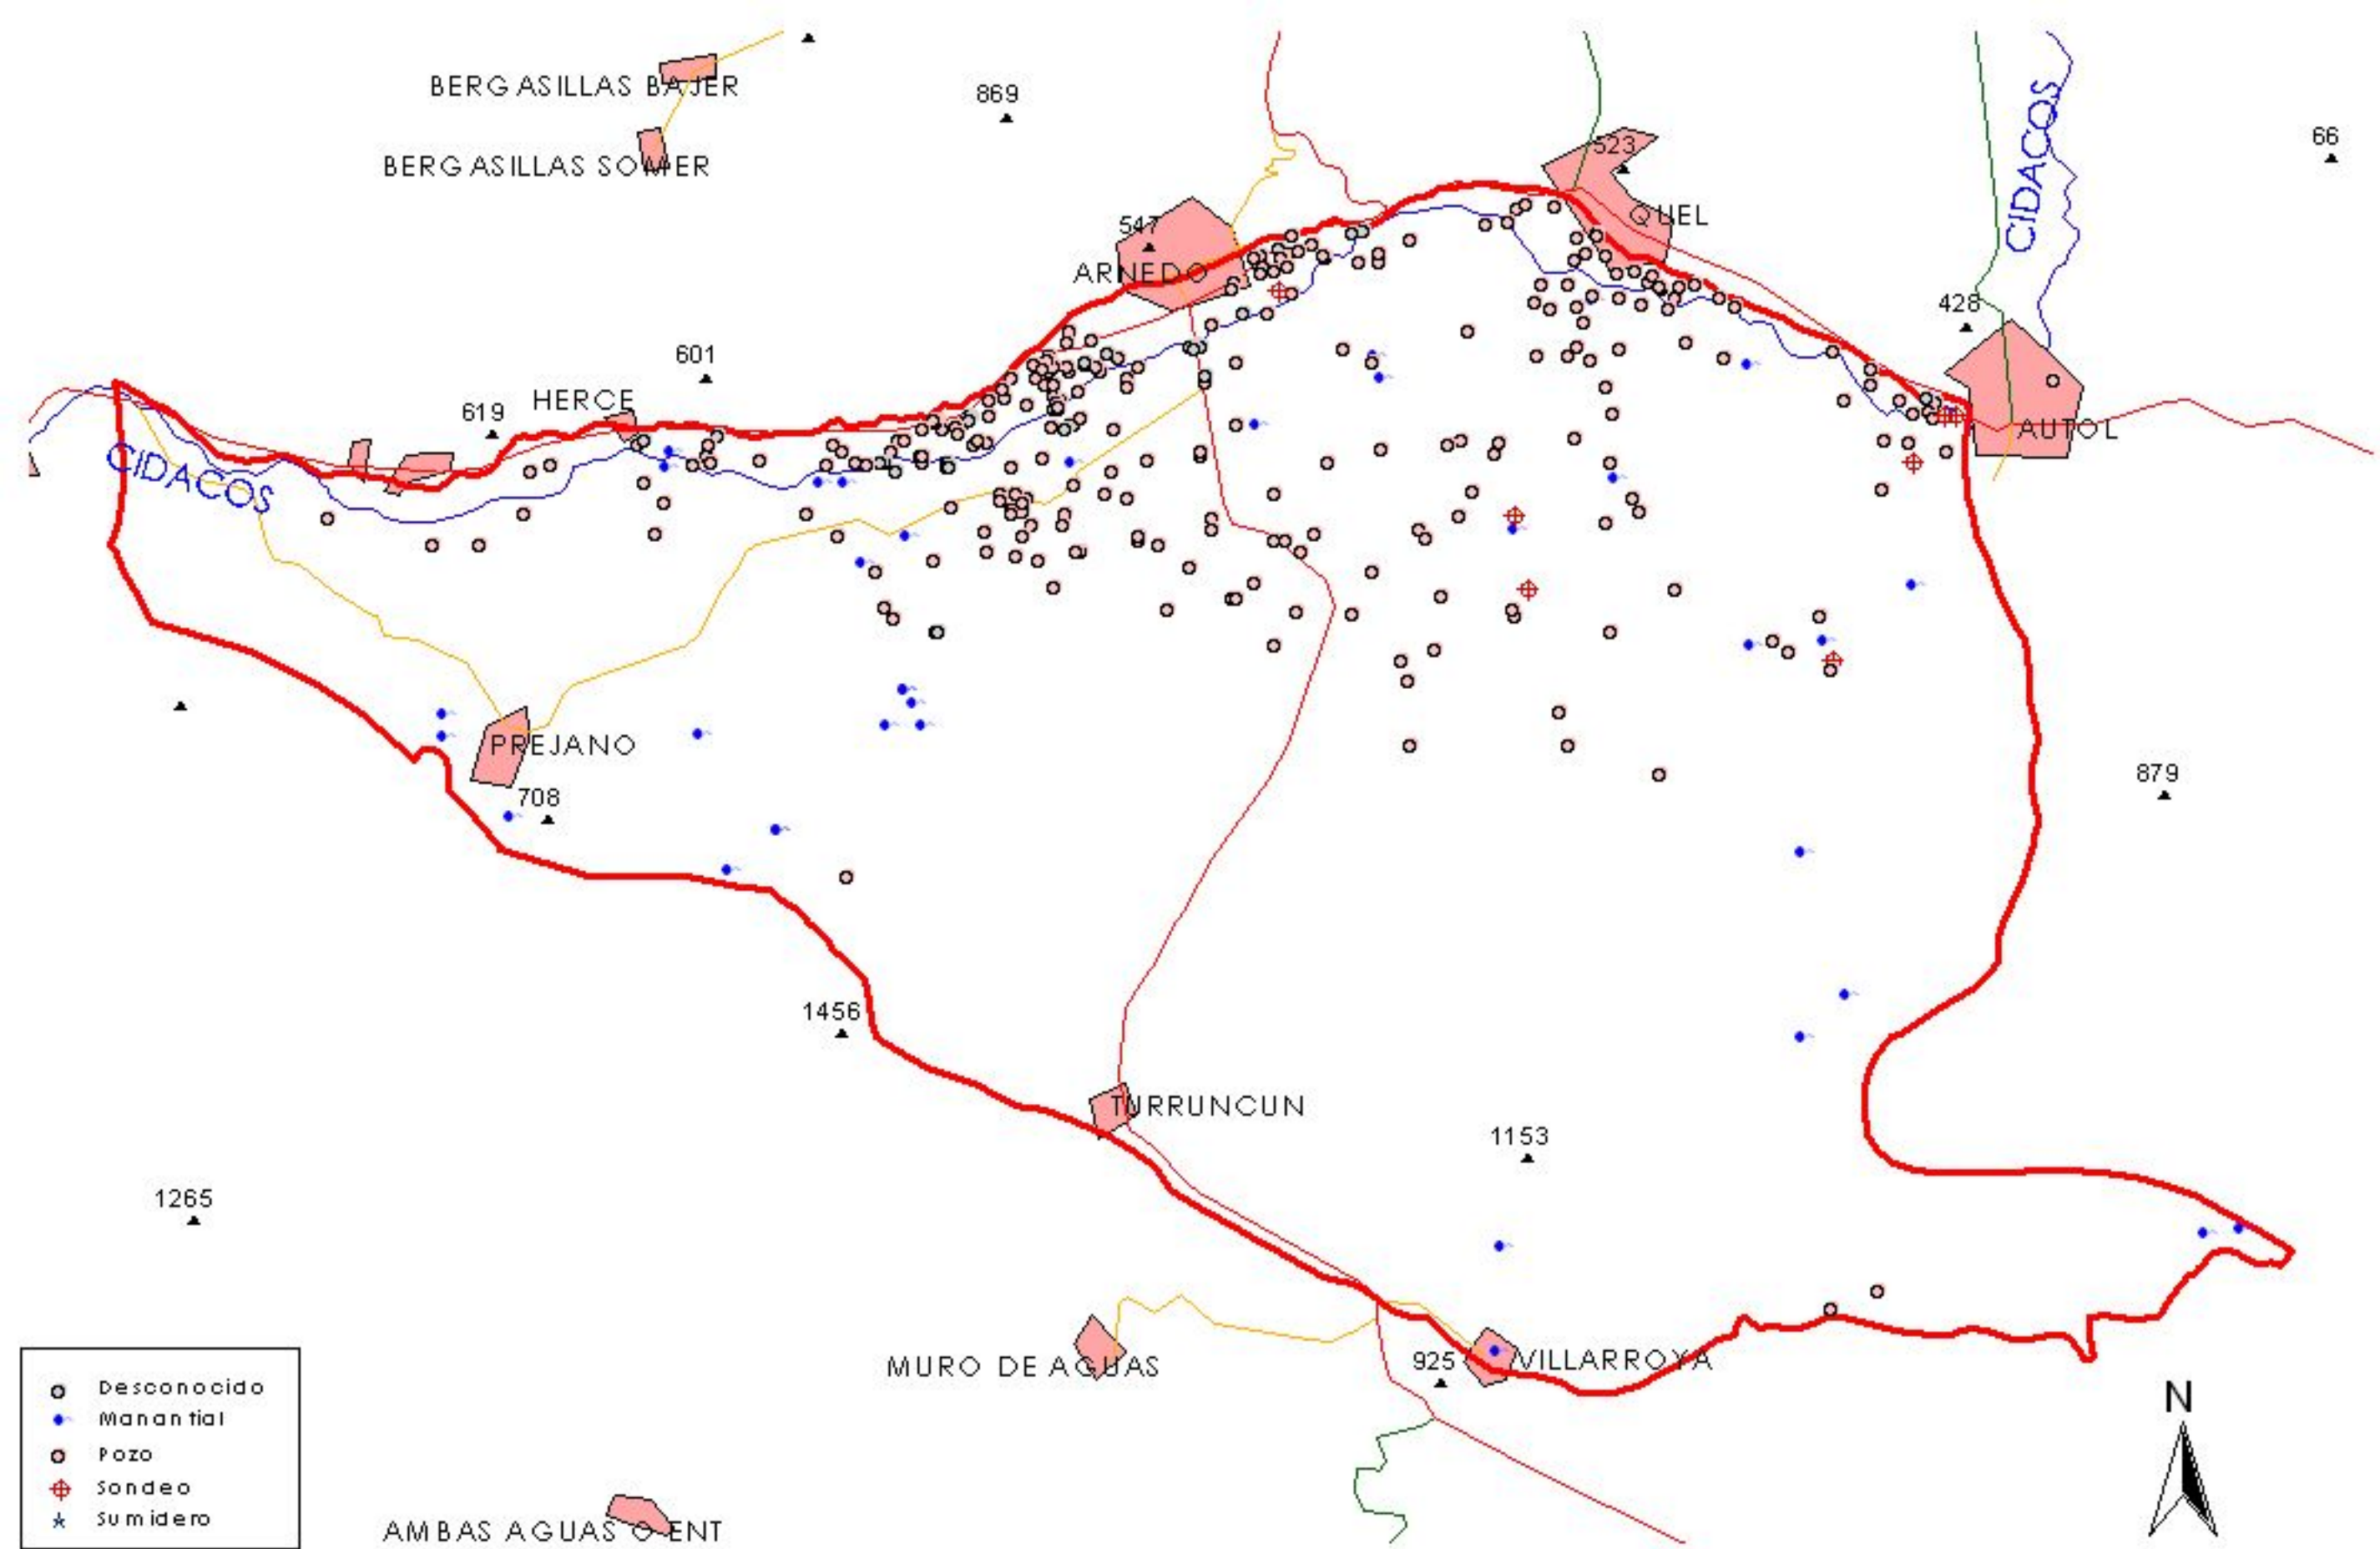 BERGASILLAS BAJER
869
CIDACOS
66
523
BERGASILLAS SOMER
QUEL
547
ARNEDO
428
601
HERCE
619
AUTOL
CIDACOS
PREJANO
708
879
1456
TURRUNCUN
1153
1265
MURO DE AGUAS
925
VILLARROYA
N
Desconocido
Manantial
Pozo
Sondeo
Sumidero
AMBAS AGUAS O ENT